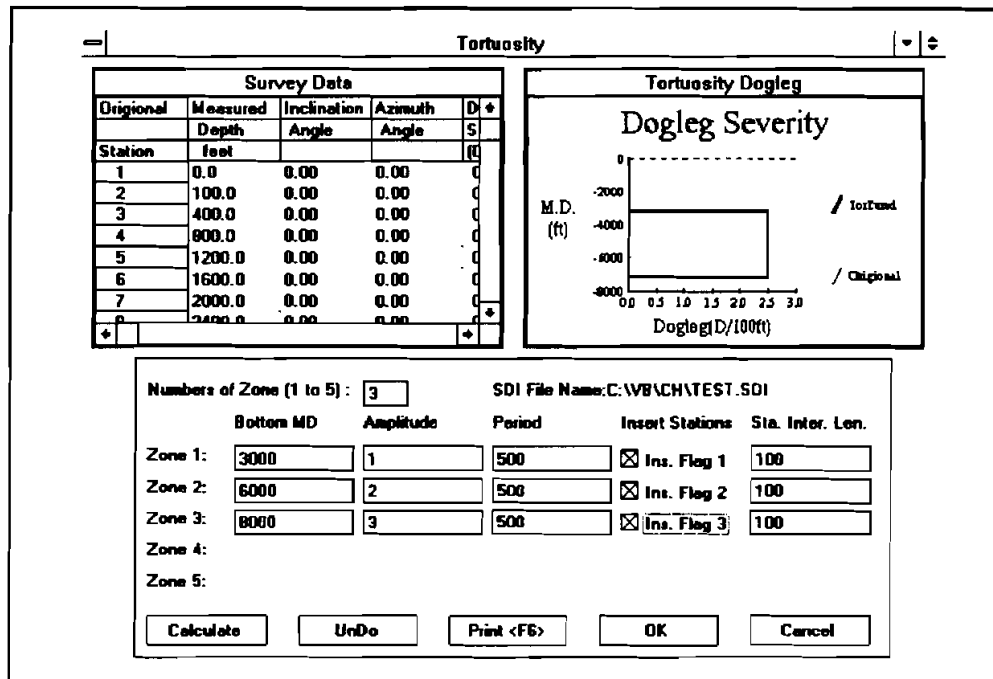 Tortuosity
Survey Data
Origional Measured Inclination Azimuth D
Depth Angle Angle S
Station feet
1 0.0 0.00 0.00
2 100.0 0.00 0.00
3 400.0 0.00 0.00
4 800.0 0.00 0.00
5 1200.0 0.00 0.00
6 1600.0 0.00 0.00
7 2000.0 0.00 0.00
2400.0 0.00 0.00
Tortuosity Dogleg
Dogleg Severity
0
-2000
-4000
-6000
-8000
M.D.
(ft)
0.0 0.5 1.0 1.5 2.0 2.5 3.0
Dogleg(D/100ft)
Origional
Numbers of Zone (1 to 5) : 3 SDI File Name:C:\VB\CH\TEST.SDI
Bottom MD Amplitude Period Insert Stations Sta. Inter. Len.
Zone 1: 3000 1 500 Ins. Flag 1 100
Zone 2: 6000 2 500 Ins. Flag 2 100
Zone 3: 8000 3 500 Ins. Flag 3 100
Zone 4:
Zone 5:
Calculate UnDo Print <F6> OK Cancel